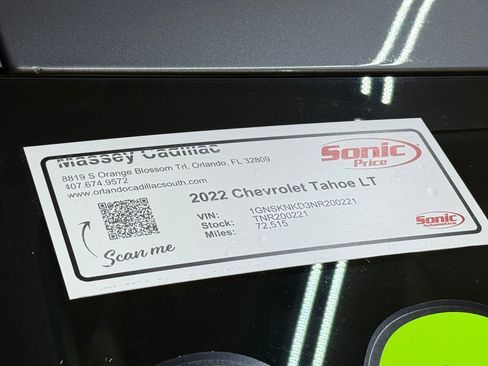 Massey Cadillac
8819 S Orange Blossom Trl, Orlando, FL 32809
407.674.9572
www.orlandocadillacsouth.com
Sonic
Price
2022 Chevrolet Tahoe LT
VIN: 1GNSKNKD3NR200221
Stock: TNR200221
Miles: 72,515
Scan me
Sonic
Automotive